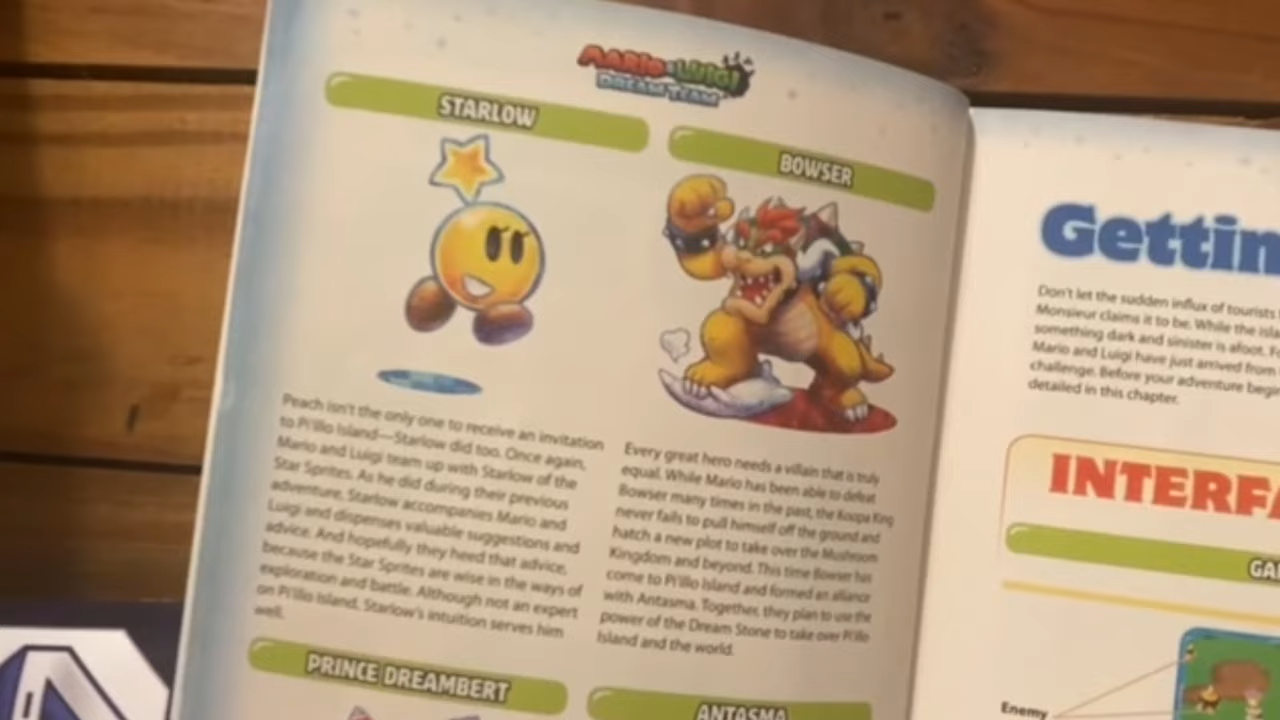 MARIO & LUIGI
DREAM TEAM
STARLOW
Peach isn't the only one to receive an invitation
to Pi'illo Island—Starlow did too. Once again,
Mario and Luigi team up with Starlow of the
Star Sprites. As he did during their previous
adventure, Starlow accompanies Mario and
Luigi and dispenses valuable suggestions and
advice. And hopefully they heed that advice,
because the Star Sprites are wise in the ways of
exploration and battle. Although not an expert
on Pi'illo Island, Starlow's intuition serves him
well.
BOWSER
Every great hero needs a villain that is truly
equal. While Mario has been able to defeat
Bowser many times in the past, the Koopa King
never fails to pull himself off the ground and
hatch a new plot to take over the Mushroom
Kingdom and beyond. This time Bowser has
come to Pi'illo Island and formed an alliance
with Antasma. Together, they plan to use the
power of the Dream Stone to take over Pi'illo
Island and the world.
PRINCE DREAMBERT
ANTASMA
Gettin
Don't let the sudden influx of tourists
Monsieur claims it to be. While the isla
something dark and sinister is afoot. F
Mario and Luigi have just arrived from
challenge. Before your adventure begin
detailed in this chapter.
INTERFA
GA
Enemy